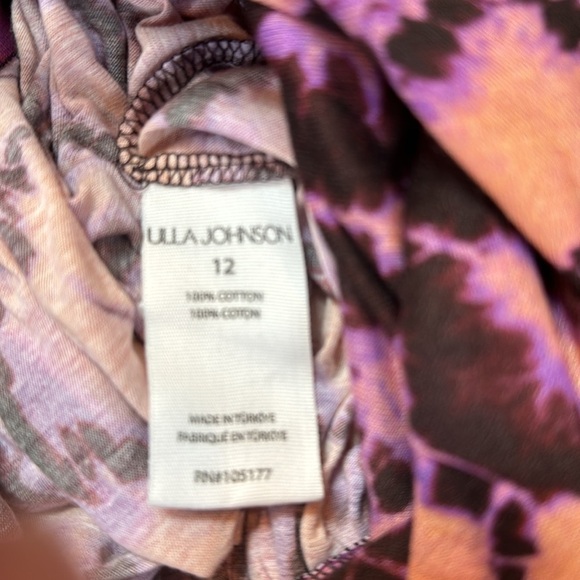 ULLA JOHNSON
12
100% COTTON
100% COTON
MADE IN TÜRKİYE
FABRIQUÉ EN TÜRKİYE
RN#105177